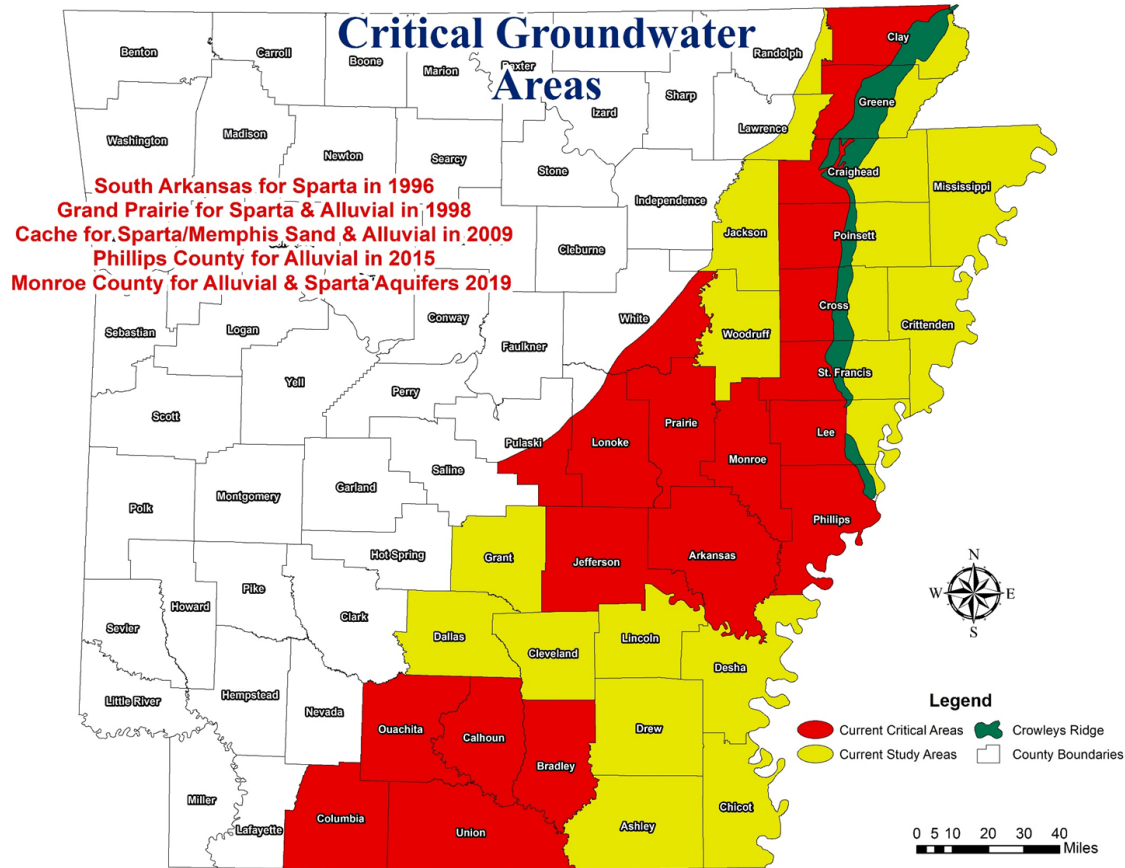 Critical Groundwater
Areas
South Arkansas for Sparta in 1996
Grand Prairie for Sparta & Alluvial in 1998
Cache for Sparta/Memphis Sand & Alluvial in 2009
Phillips County for Alluvial in 2015
Monroe County for Alluvial & Sparta Aquifers 2019
Benton
Carroll
Boone
Marion
Baxter
Randolph
Clay
Sharp
Izard
Greene
Washington
Madison
Newton
Searcy
Stone
Lawrence
Craighead
Mississippi
Independence
Jackson
Poinsett
Cleburne
Sebastian
Logan
Conway
White
Cross
Crittenden
Faulkner
Woodruff
Yell
Perry
St. Francis
Scott
Pulaski
Lonoke
Prairie
Lee
Saline
Monroe
Polk
Montgomery
Garland
Phillips
Hot Spring
Grant
Jefferson
Arkansas
Pike
Howard
Clark
Sevier
Dallas
Cleveland
Lincoln
Desha
Little River
Hempstead
Nevada
Ouachita
Calhoun
Drew
Bradley
Miller
Lafayette
Columbia
Union
Ashley
Chicot
N
W
E
S
Legend
Current Critical Areas
Crowleys Ridge
Current Study Areas
County Boundaries
0 5 10 20 30 40
Miles